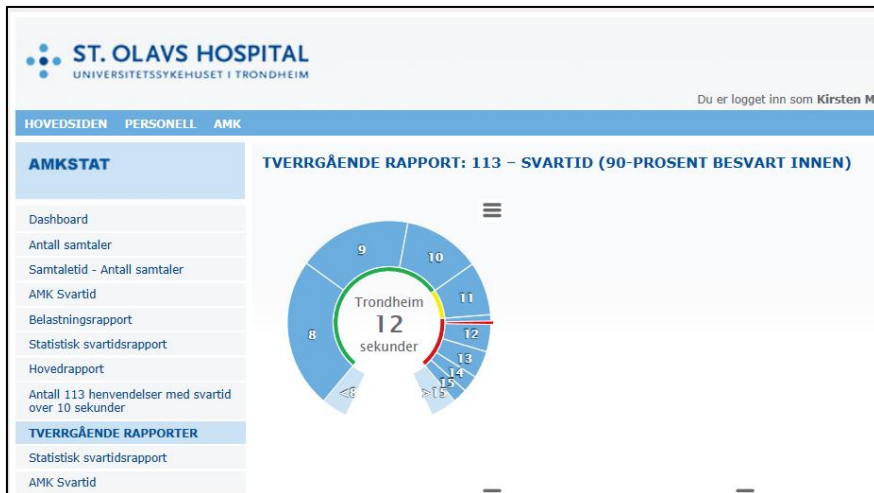 ST. OLAVS HOSPITAL
UNIVERSITETSSYKEHUSET I TRONDHEIM
Du er logget inn som Kirsten M
HOVEDSIDEN PERSONELL AMK
AMKSTAT
Dashboard
Antall samtaler
Samtaletid - Antall samtaler
AMK Svartid
Belastningsrapport
Statistisk svartidsrapport
Hovedrapport
Antall 113 henvendelser med svartid
over 10 sekunder
TVERRGÅENDE RAPPORTER
Statistisk svartidsrapport
AMK Svartid
TVERRGÅENDE RAPPORT: 113 – SVARTID (90-PROSENT BESVART INNEN)
<8
8
9
10
11
12
13
14
15
>15
Trondheim
12
sekunder